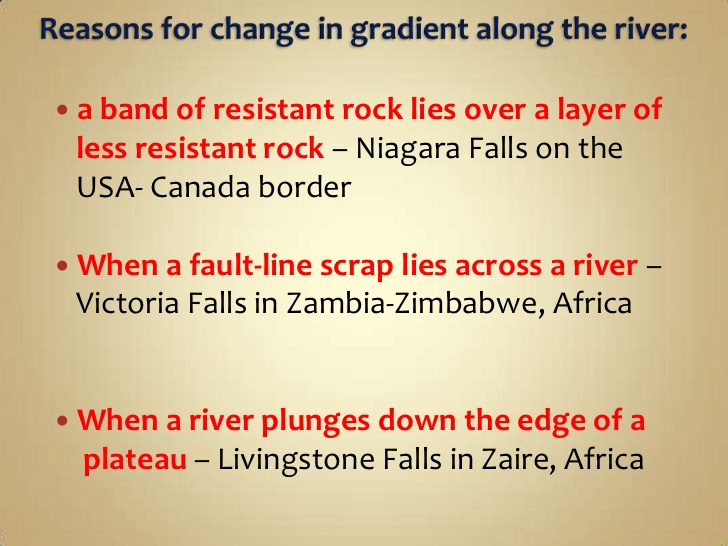 Reasons for change in gradient along the river:
• a band of resistant rock lies over a layer of
less resistant rock – Niagara Falls on the
USA- Canada border
• When a fault-line scrap lies across a river –
Victoria Falls in Zambia-Zimbabwe, Africa
• When a river plunges down the edge of a
plateau – Livingstone Falls in Zaire, Africa